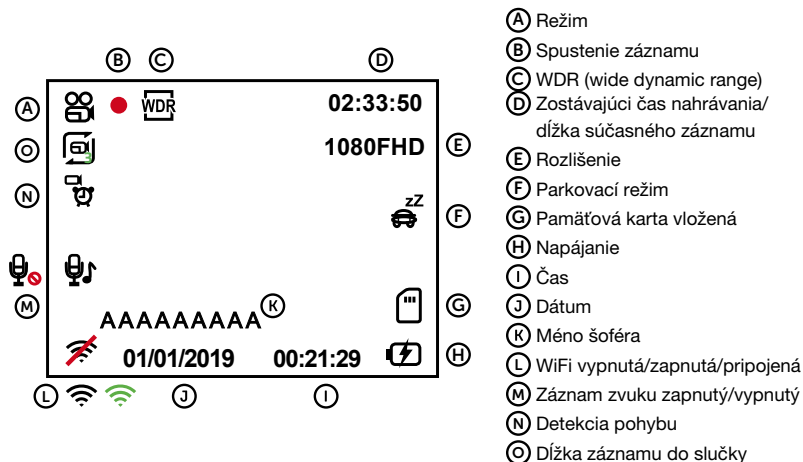 B C D
A WDR 02:33:50
O 3 1080FHD E
N
zZ
F
M
AAAAAAAAA K G
01/01/2019 00:21:29 H
L J I
A Režim
B Spustenie záznamu
C WDR (wide dynamic range)
D Zostávajúci čas nahrávania/
dĺžka súčasného záznamu
E Rozlíšenie
F Parkovací režim
G Pamäťová karta vložená
H Napájanie
I Čas
J Dátum
K Méno šoféra
L WiFi vypnutá/zapnutá/pripojená
M Záznam zvuku zapnutý/vypnutý
N Detekcia pohybu
O Dĺžka záznamu do slučky